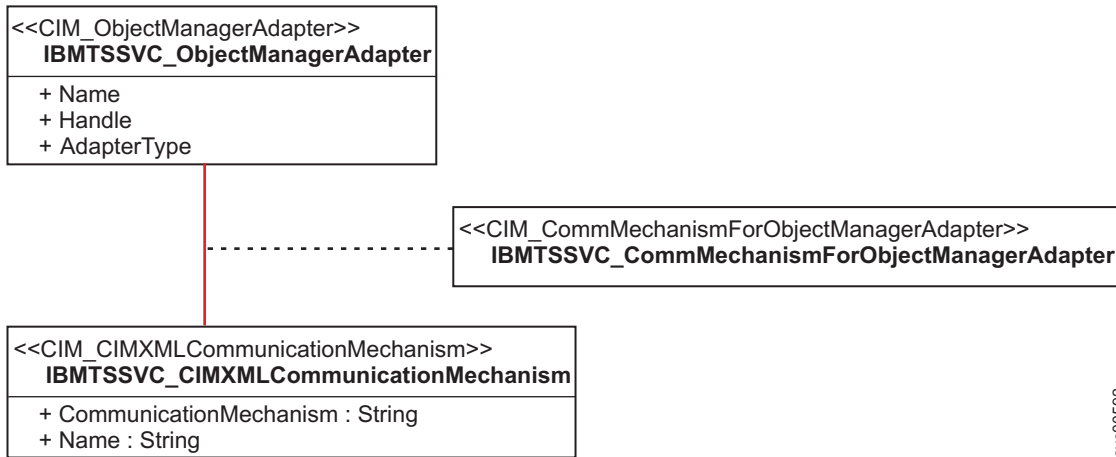 <<CIM_ObjectManagerAdapter>>
IBMTSSVC_ObjectManagerAdapter
+ Name
+ Handle
+ AdapterType
<<CIM_CommMechanismForObjectManagerAdapter>>
IBMTSSVC_CommMechanismForObjectManagerAdapter
<<CIM_CIMXMLCommunicationMechanism>>
IBMTSSVC_CIMXMLCommunicationMechanism
+ CommunicationMechanism : String
+ Name : String